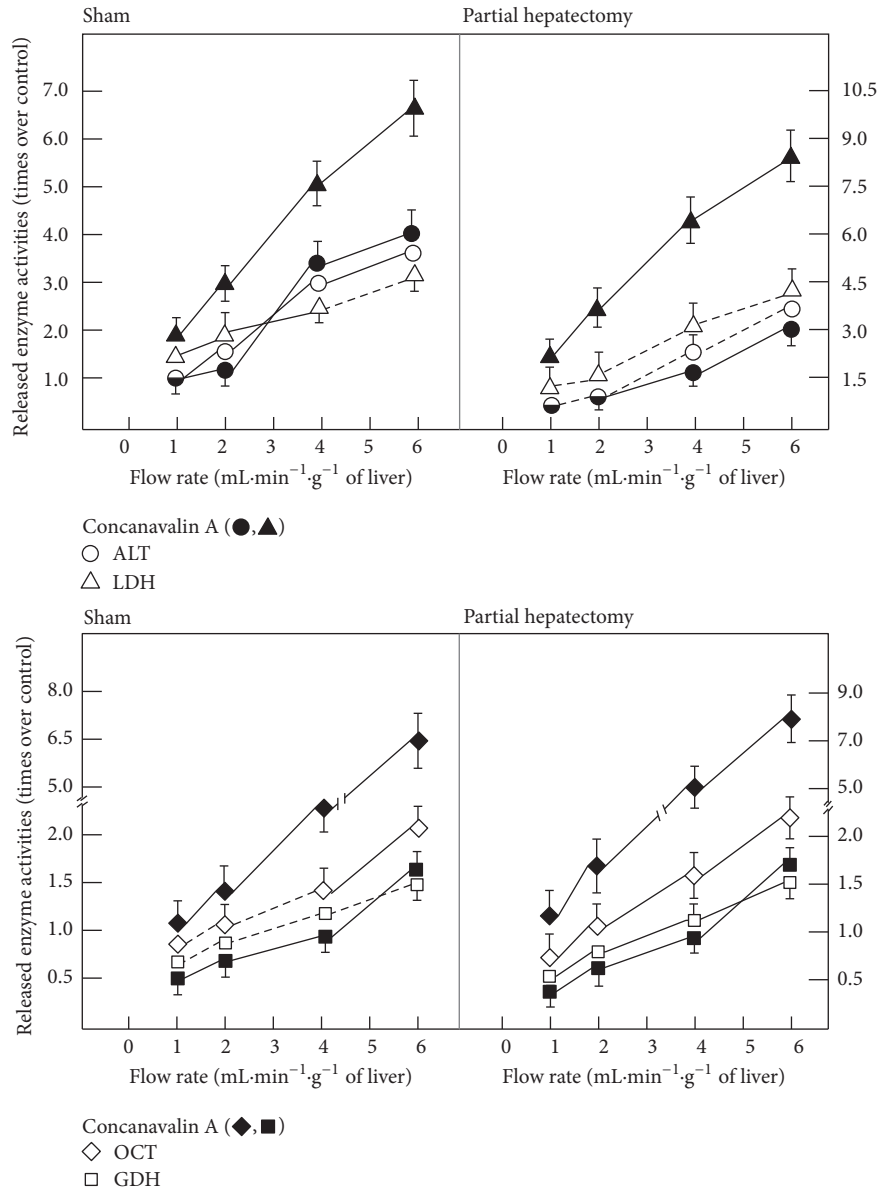 Sham
Partial hepatectomy
Released enzyme activities (times over control)
7.0
6.0
5.0
4.0
3.0
2.0
1.0
10.5
9.0
7.5
6.0
4.5
3.0
1.5
0 1 2 3 4 5 6
0 1 2 3 4 5 6
Flow rate (mL·min⁻¹·g⁻¹ of liver)
Flow rate (mL·min⁻¹·g⁻¹ of liver)
Concanavalin A (●,▲)
○ ALT
△ LDH
Sham
Partial hepatectomy
Released enzyme activities (times over control)
8.0
6.5
5.0
2.0
1.5
1.0
0.5
9.0
7.0
5.0
2.0
1.5
1.0
0.5
0 1 2 3 4 5 6
0 1 2 3 4 5 6
Flow rate (mL·min⁻¹·g⁻¹ of liver)
Flow rate (mL·min⁻¹·g⁻¹ of liver)
Concanavalin A (◆,■)
◇ OCT
□ GDH